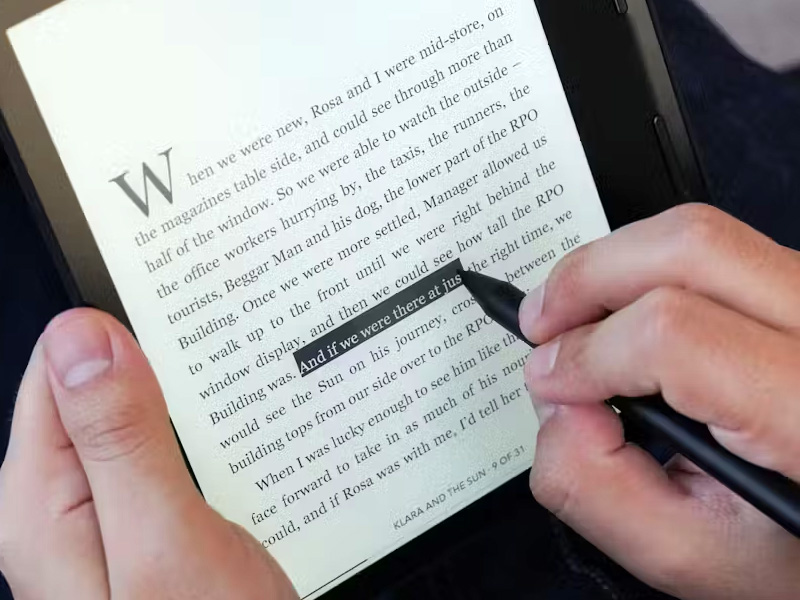 When we were new, Rosa and I were mid-store, on
the magazines table side, and could see through more than
half of the window. So we were able to watch the outside –
the office workers hurrying by, the taxis, the runners, the
tourists, Beggar Man and his dog, the lower part of the RPO
Building. Once we were more settled, Manager allowed us
to walk up to the front until we were right behind the
window display, and then we could see how tall the RPO
Building was. And if we were there at jus he right time, we
would see the Sun on his journey, cros between the
building tops from our side over to the RPO
When I was lucky enough to see him like th
face forward to take in as much of his nou
could, and if Rosa was with me, I'd tell her
KLARA AND THE SUN · 9 OF 31